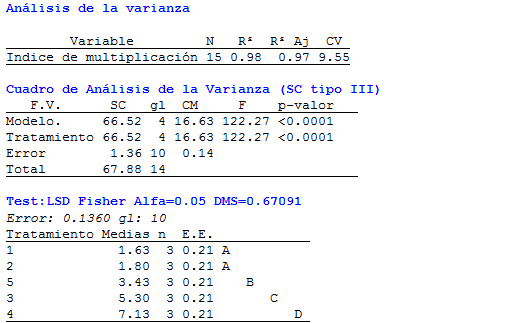 Análisis de la varianza
Variable N R² R² Aj CV
Indice de multiplicación 15 0.98 0.97 9.55
Cuadro de Análisis de la Varianza (SC tipo III)
F.V. SC gl CM F p-valor
Modelo. 66.52 4 16.63 122.27 <0.0001
Tratamiento 66.52 4 16.63 122.27 <0.0001
Error 1.36 10 0.14
Total 67.88 14
Test:LSD Fisher Alfa=0.05 DMS=0.67091
Error: 0.1360 gl: 10
Tratamiento Medias n E.E.
1 1.63 3 0.21 A
2 1.80 3 0.21 A
5 3.43 3 0.21 B
3 5.30 3 0.21 C
4 7.13 3 0.21 D